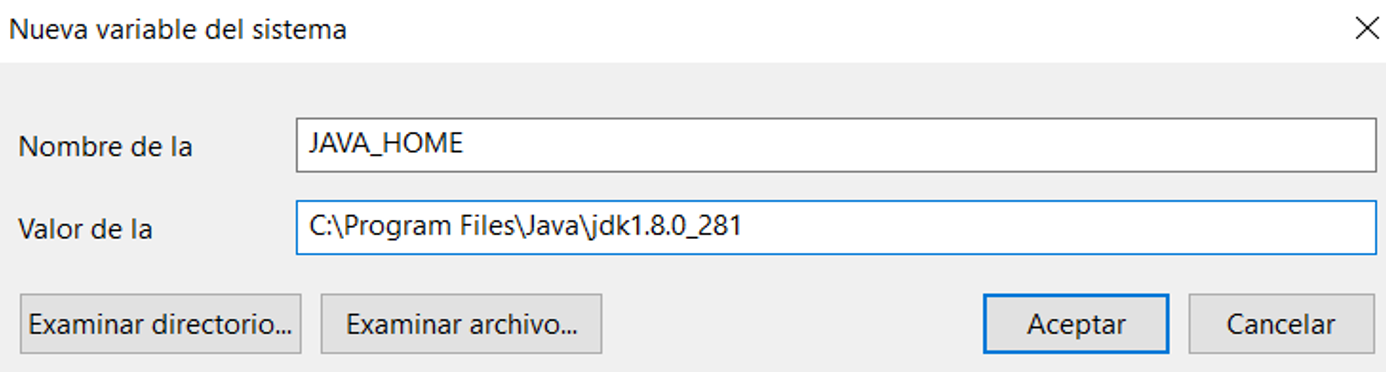 Nueva variable del sistema
Nombre de la
JAVA_HOME
Valor de la
C:\Program Files\Java\jdk1.8.0_281
Examinar directorio...
Examinar archivo...
Aceptar
Cancelar